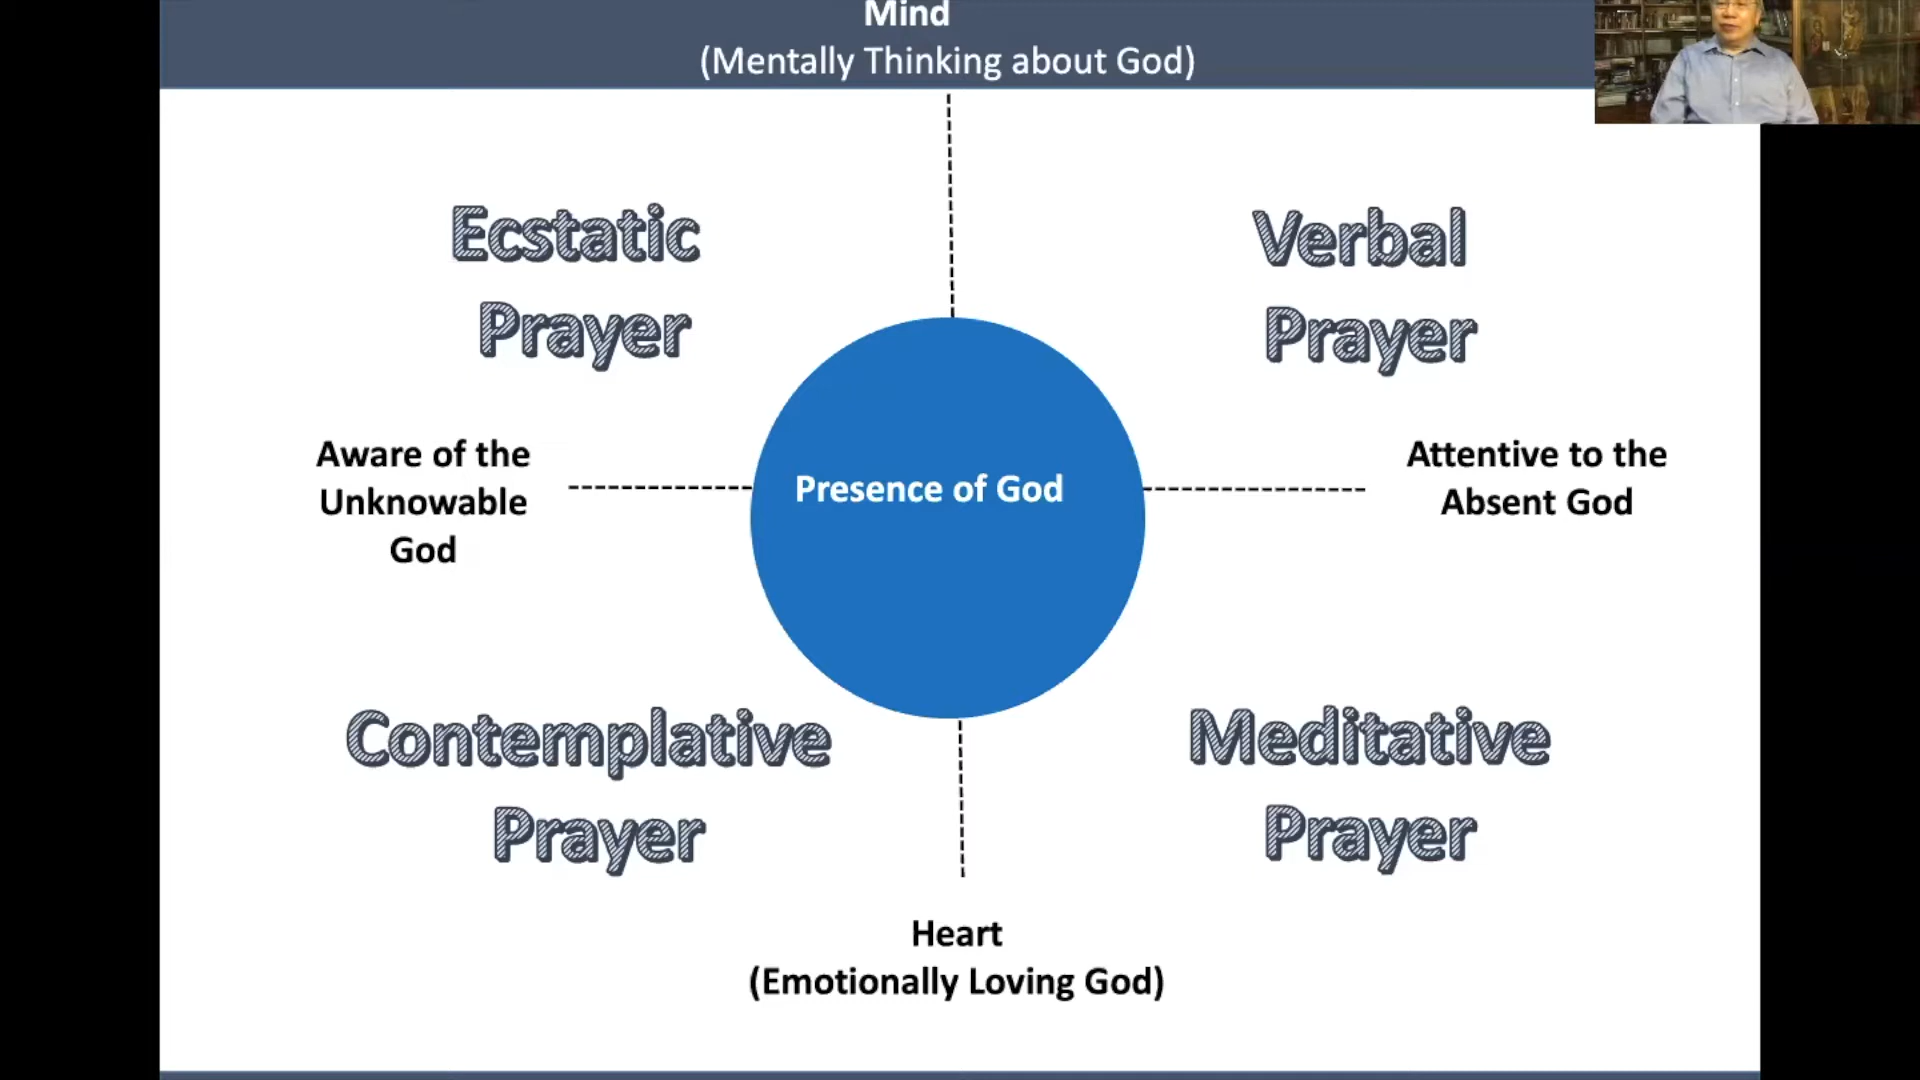 Mind
(Mentally Thinking about God)
Ecstatic
Prayer
Verbal
Prayer
Aware of the
Unknowable
God
Presence of God
Attentive to the
Absent God
Contemplative
Prayer
Meditative
Prayer
Heart
(Emotionally Loving God)